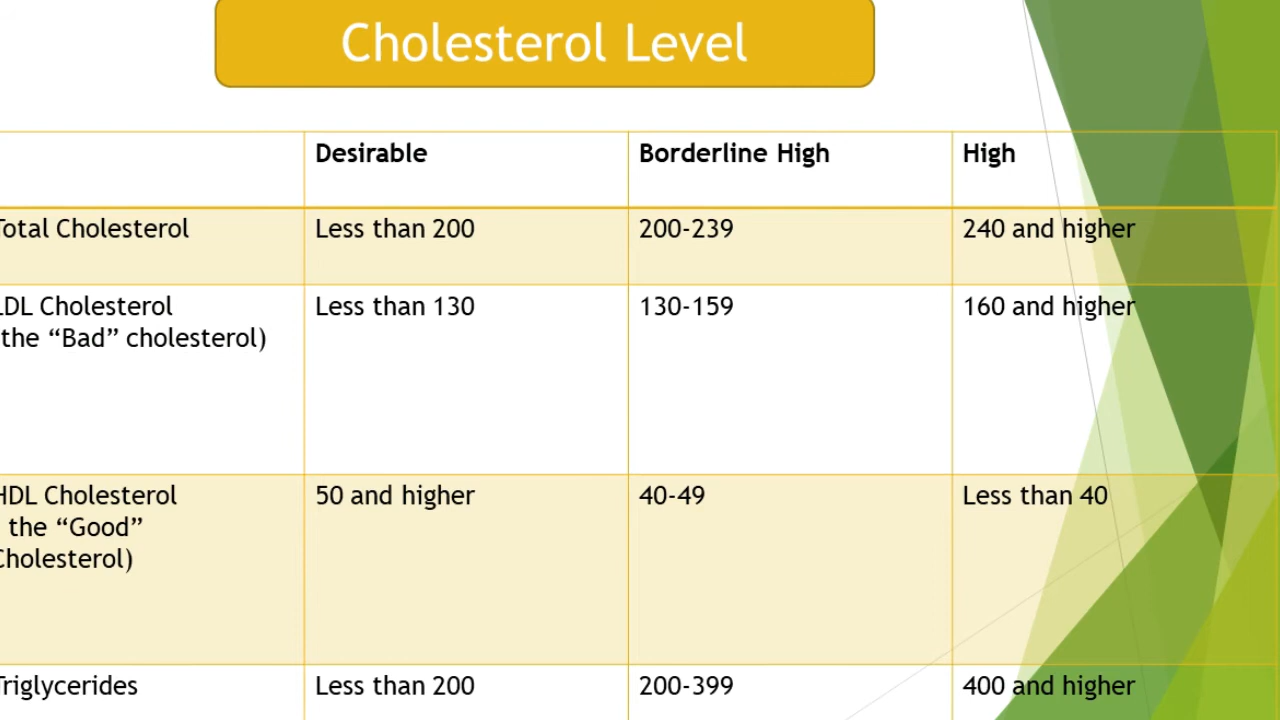 Cholesterol Level
Desirable Borderline High High
Total Cholesterol Less than 200 200-239 240 and higher
LDL Cholesterol Less than 130 130-159 160 and higher
the “Bad” cholesterol)
HDL Cholesterol 50 and higher 40-49 Less than 40
the “Good”
Cholesterol)
Triglycerides Less than 200 200-399 400 and higher